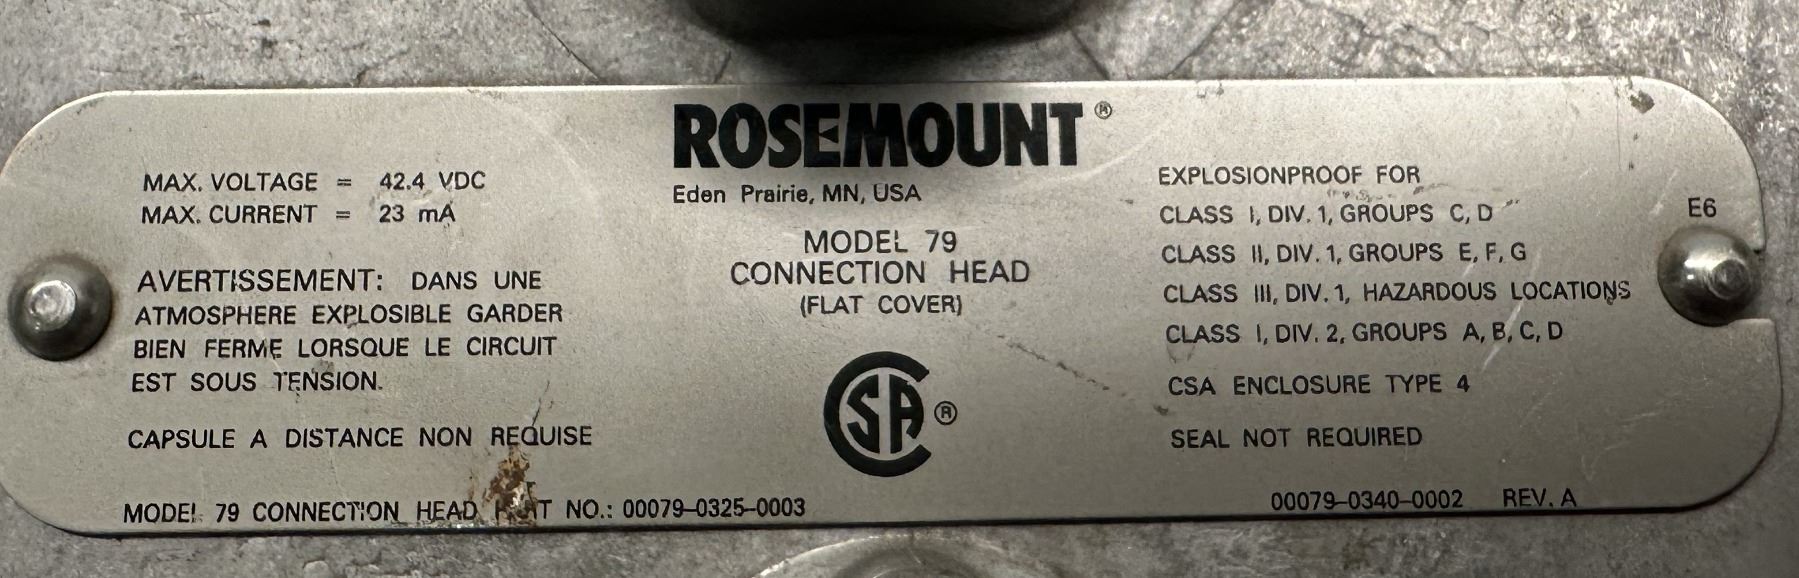 ROSEMOUNT®
Eden Prairie, MN, USA
MODEL 79
CONNECTION HEAD
(FLAT COVER)
CSA®
MAX. VOLTAGE = 42.4 VDC
MAX. CURRENT = 23 mA
AVERTISSEMENT: DANS UNE
ATMOSPHERE EXPLOSIBLE GARDER
BIEN FERME LORSQUE LE CIRCUIT
EST SOUS TENSION.
CAPSULE A DISTANCE NON REQUISE
MODEL 79 CONNECTION HEAD PART NO.: 00079-0325-0003
EXPLOSIONPROOF FOR
CLASS I, DIV. 1, GROUPS C, D
CLASS II, DIV. 1, GROUPS E, F, G
CLASS III, DIV. 1, HAZARDOUS LOCATIONS
CLASS I, DIV. 2, GROUPS A, B, C, D
CSA ENCLOSURE TYPE 4
SEAL NOT REQUIRED
00079-0340-0002 REV. A
E6